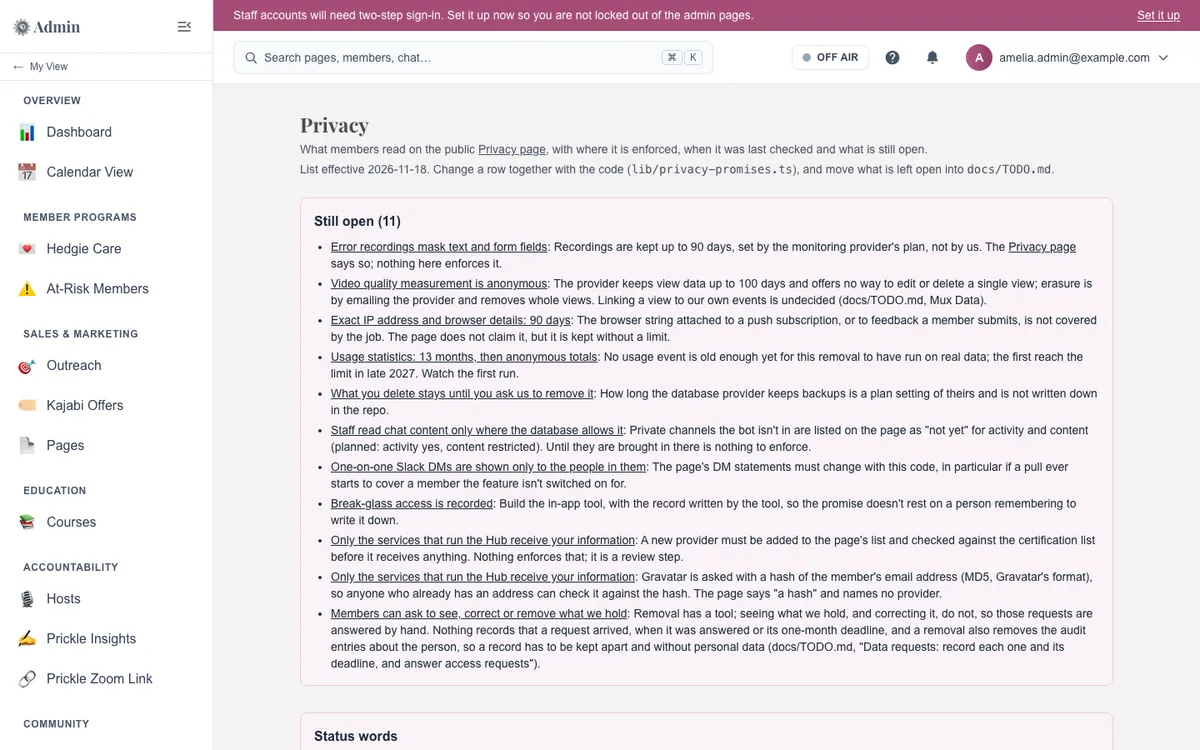 Staff accounts will need two-step sign-in. Set it up now so you are not locked out of the admin pages.
Set it up
Admin
← My View
Search pages, members, chat…
⌘ K
OFF AIR
A
amelia.admin@example.com
OVERVIEW
Dashboard
Calendar View
MEMBER PROGRAMS
Hedgie Care
At-Risk Members
SALES & MARKETING
Outreach
Kajabi Offers
Pages
EDUCATION
Courses
ACCOUNTABILITY
Hosts
Prickle Insights
Prickle Zoom Link
COMMUNITY
Privacy
What members read on the public Privacy page, with where it is enforced, when it was last checked and what is still open.
List effective 2026-11-18. Change a row together with the code (lib/privacy-promises.ts), and move what is left open into docs/TODO.md.
Still open (11)
• Error recordings mask text and form fields: Recordings are kept up to 90 days, set by the monitoring provider's plan, not by us. The Privacy page
says so; nothing here enforces it.
• Video quality measurement is anonymous: The provider keeps view data up to 100 days and offers no way to edit or delete a single view; erasure is
by emailing the provider and removes whole views. Linking a view to our own events is undecided (docs/TODO.md, Mux Data).
• Exact IP address and browser details: 90 days: The browser string attached to a push subscription, or to feedback a member submits, is not covered
by the job. The page does not claim it, but it is kept without a limit.
• Usage statistics: 13 months, then anonymous totals: No usage event is old enough yet for this removal to have run on real data; the first reach the
limit in late 2027. Watch the first run.
• What you delete stays until you ask us to remove it: How long the database provider keeps backups is a plan setting of theirs and is not written down
in the repo.
• Staff read chat content only where the database allows it: Private channels the bot isn't in are listed on the page as "not yet" for activity and content
(planned: activity yes, content restricted). Until they are brought in there is nothing to enforce.
• One-on-one Slack DMs are shown only to the people in them: The page's DM statements must change with this code, in particular if a pull ever
starts to cover a member the feature isn't switched on for.
• Break-glass access is recorded: Build the in-app tool, with the record written by the tool, so the promise doesn't rest on a person remembering to
write it down.
• Only the services that run the Hub receive your information: A new provider must be added to the page's list and checked against the certification list
before it receives anything. Nothing enforces that; it is a review step.
• Only the services that run the Hub receive your information: Gravatar is asked with a hash of the member's email address (MD5, Gravatar's format),
so anyone who already has an address can check it against the hash. The page says "a hash" and names no provider.
• Members can ask to see, correct or remove what we hold: Removal has a tool; seeing what we hold, and correcting it, do not, so those requests are
answered by hand. Nothing records that a request arrived, when it was answered or its one-month deadline, and a removal also removes the audit
entries about the person, so a record has to be kept apart and without personal data (docs/TODO.md, "Data requests: record each one and its
deadline, and answer access requests").
Status words